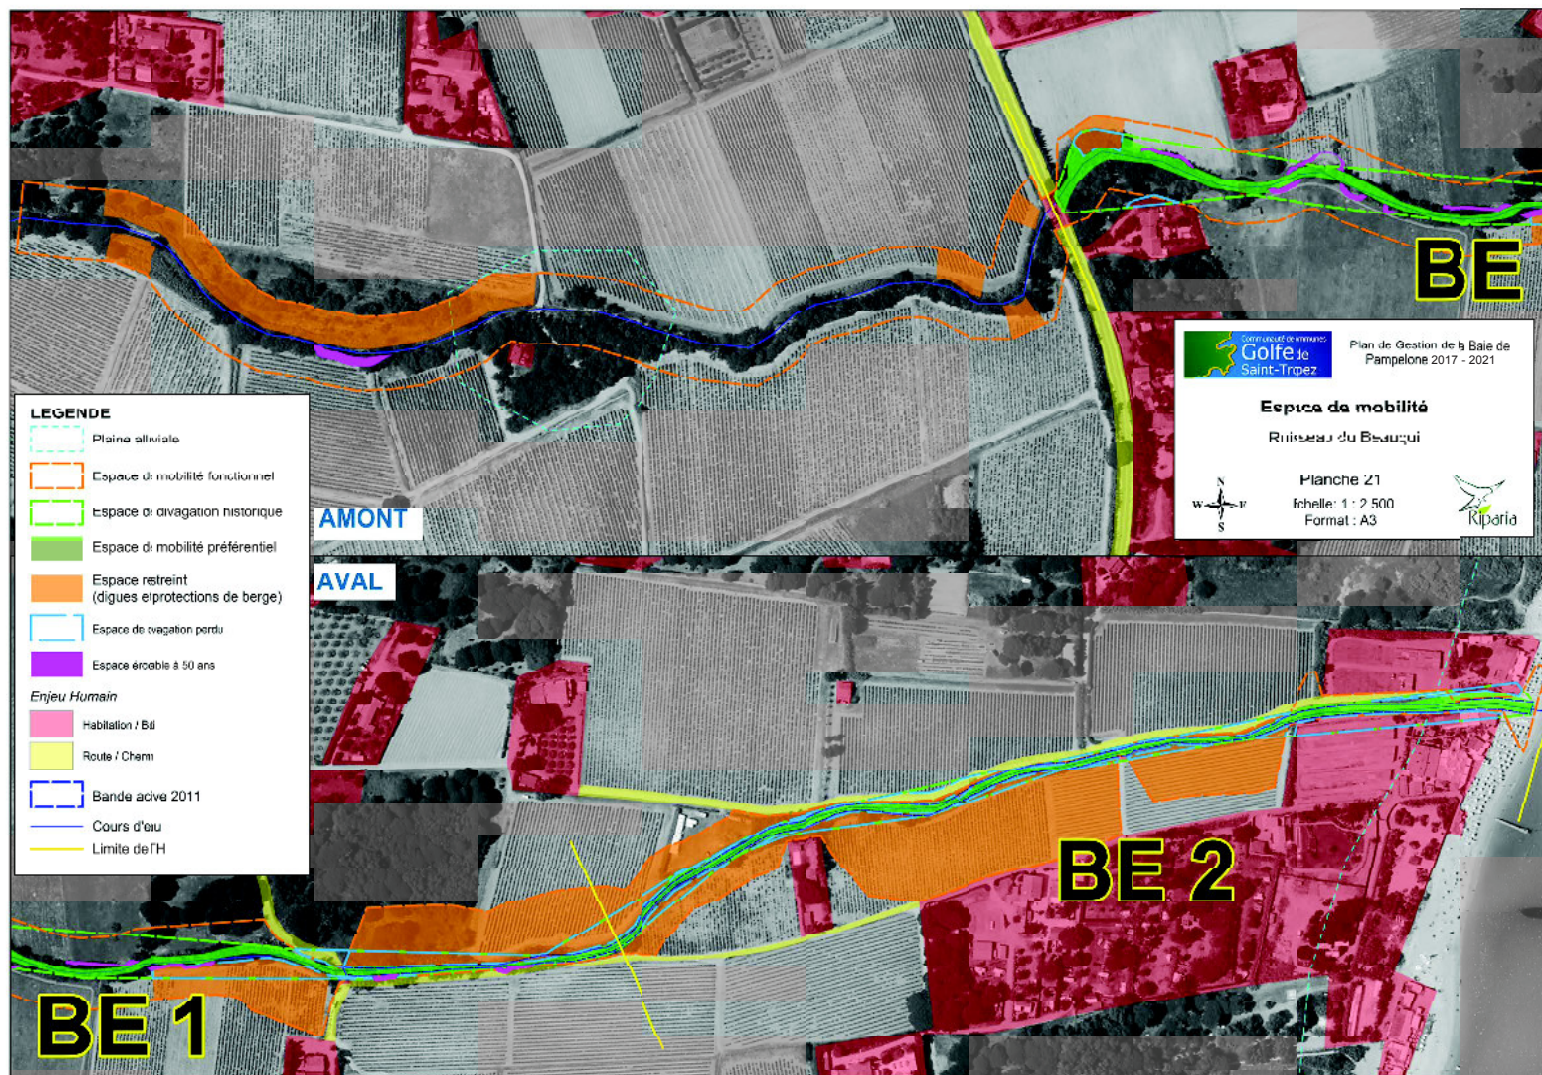 BE
Communauté de communes
Golfe de
Saint-Tropez
Plan de Gestion de la Baie de
Pampelone 2017 - 2021
Espace de mobilité
Ruisseau du Beauqui
Planche 21
Echelle: 1 : 2 500
Format : A3
N
W E
S
Riparia
AMONT
AVAL
LEGENDE
Plaine alluviale
Espace de mobilité fonctionnel
Espace de divagation historique
Espace de mobilité préférentiel
Espace restreint
(digues et protections de berge)
Espace de divagation perdu
Espace érodable à 50 ans
Enjeu Humain
Habitation / Bâti
Route / Chemin
Bande active 2011
Cours d'eau
Limite de TH
BE 1
BE 2